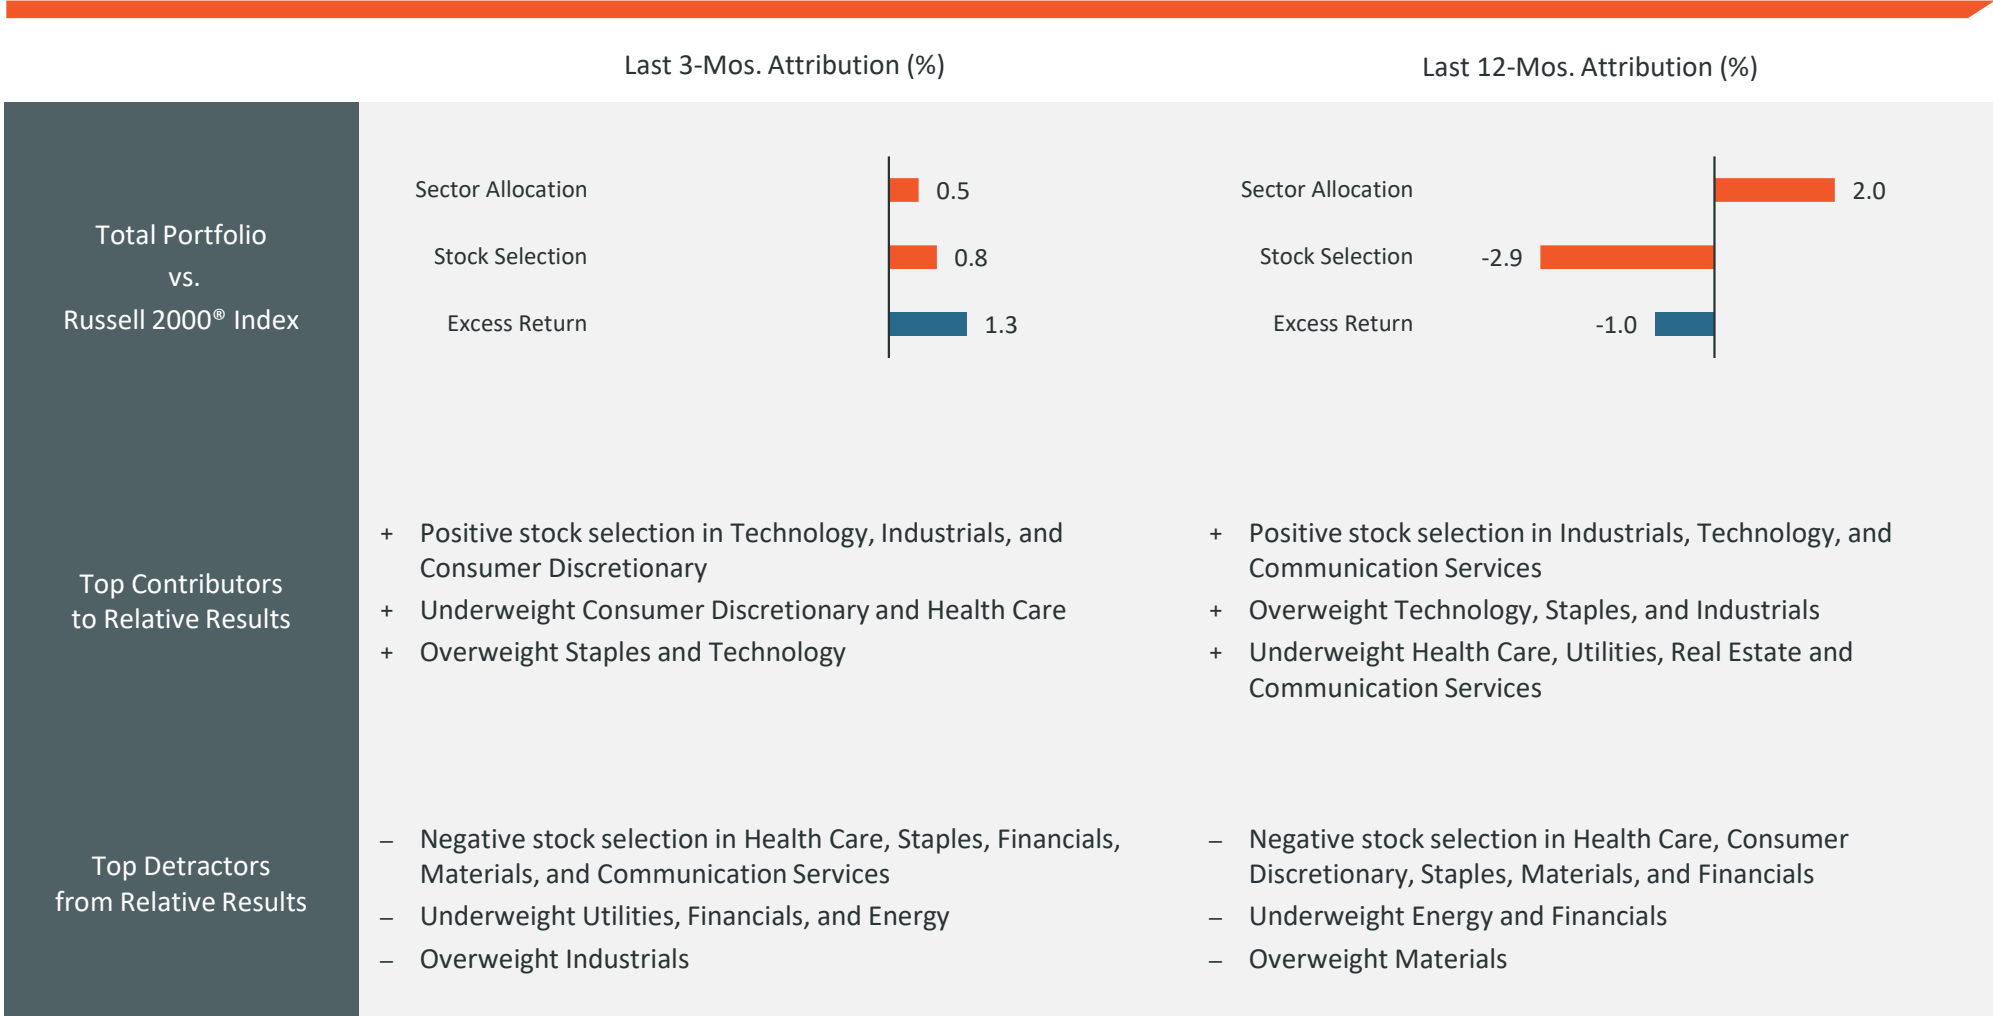 Last 3-Mos. Attribution (%)
Last 12-Mos. Attribution (%)
Total Portfolio
vs.
Russell 2000® Index
Sector Allocation
0.5
Stock Selection
0.8
Excess Return
1.3
Sector Allocation
2.0
Stock Selection
-2.9
Excess Return
-1.0
Top Contributors
to Relative Results
+ Positive stock selection in Technology, Industrials, and
Consumer Discretionary
+ Underweight Consumer Discretionary and Health Care
+ Overweight Staples and Technology
+ Positive stock selection in Industrials, Technology, and
Communication Services
+ Overweight Technology, Staples, and Industrials
+ Underweight Health Care, Utilities, Real Estate and
Communication Services
Top Detractors
from Relative Results
– Negative stock selection in Health Care, Staples, Financials,
Materials, and Communication Services
– Underweight Utilities, Financials, and Energy
– Overweight Industrials
– Negative stock selection in Health Care, Consumer
Discretionary, Staples, Materials, and Financials
– Underweight Energy and Financials
– Overweight Materials